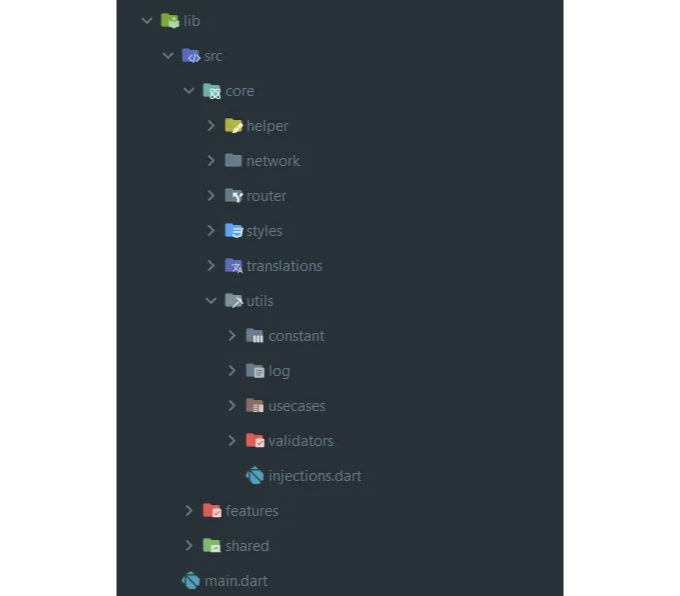 lib
src
core
helper
network
router
styles
translations
utils
constant
log
usecases
validators
injections.dart
features
shared
main.dart